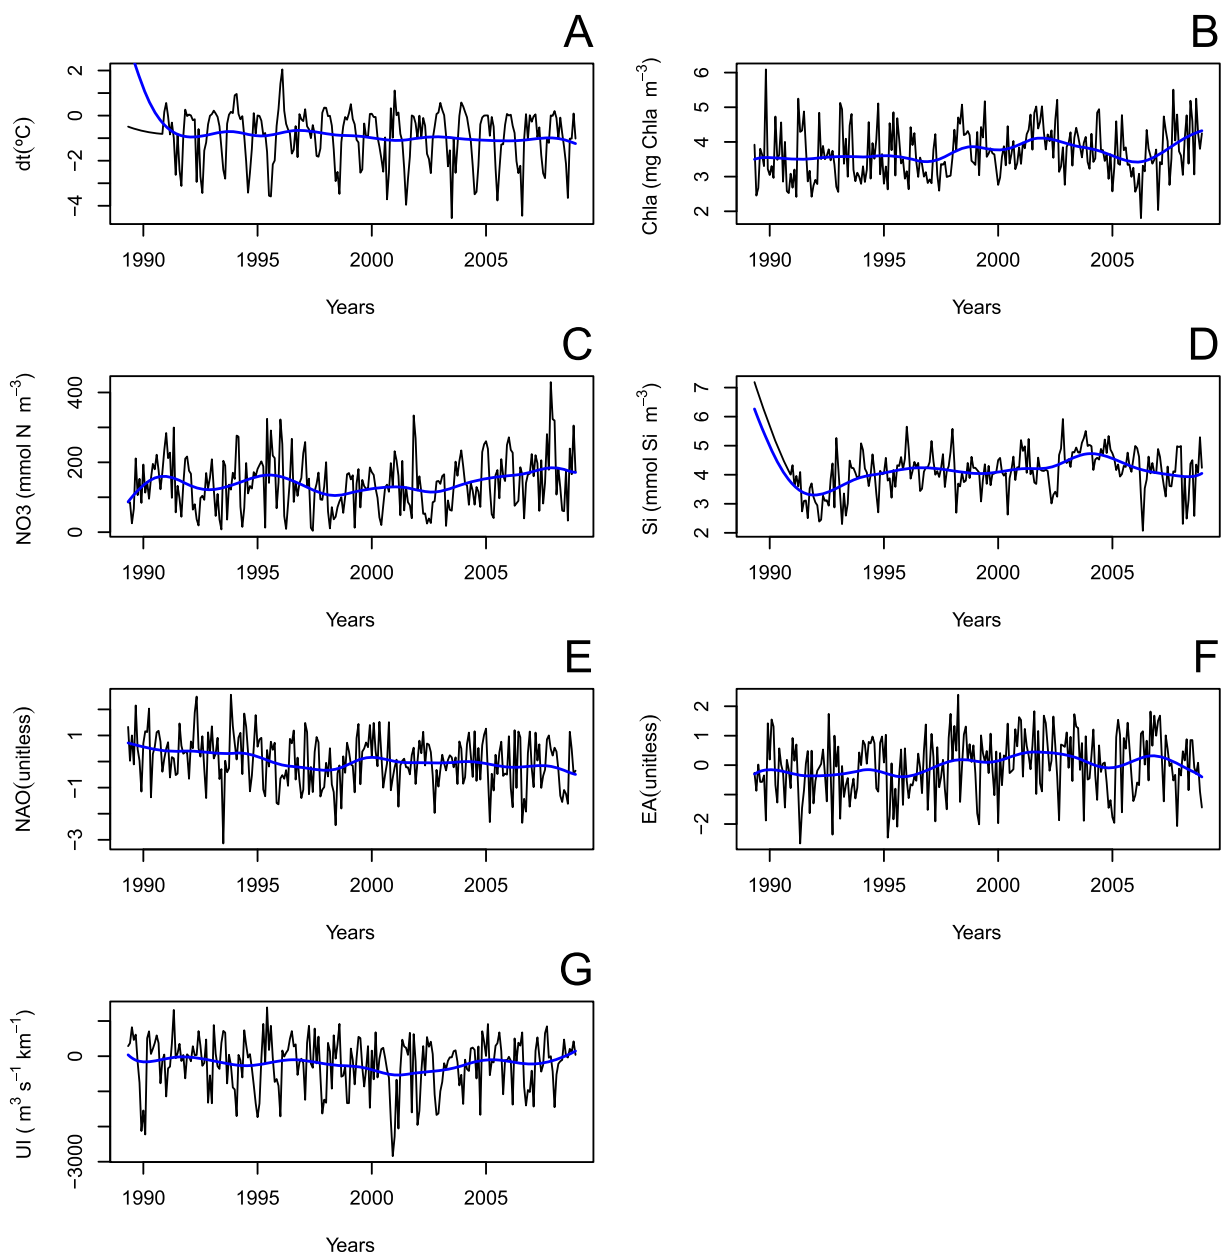 A
dt(ºC)
2
0
−2
−4
1990 1995 2000 2005
Years
B
Chla (mg Chla m−3)
6
5
4
3
2
1990 1995 2000 2005
Years
C
NO3 (mmol N m−3)
400
200
0
1990 1995 2000 2005
Years
D
Si (mmol Si m−3)
7
6
5
4
3
2
1990 1995 2000 2005
Years
E
NAO(unitless)
1
−1
−3
1990 1995 2000 2005
Years
F
EA(unitless)
2
1
0
−2
1990 1995 2000 2005
Years
G
UI ( m3 s−1 km−1)
0
−3000
1990 1995 2000 2005
Years